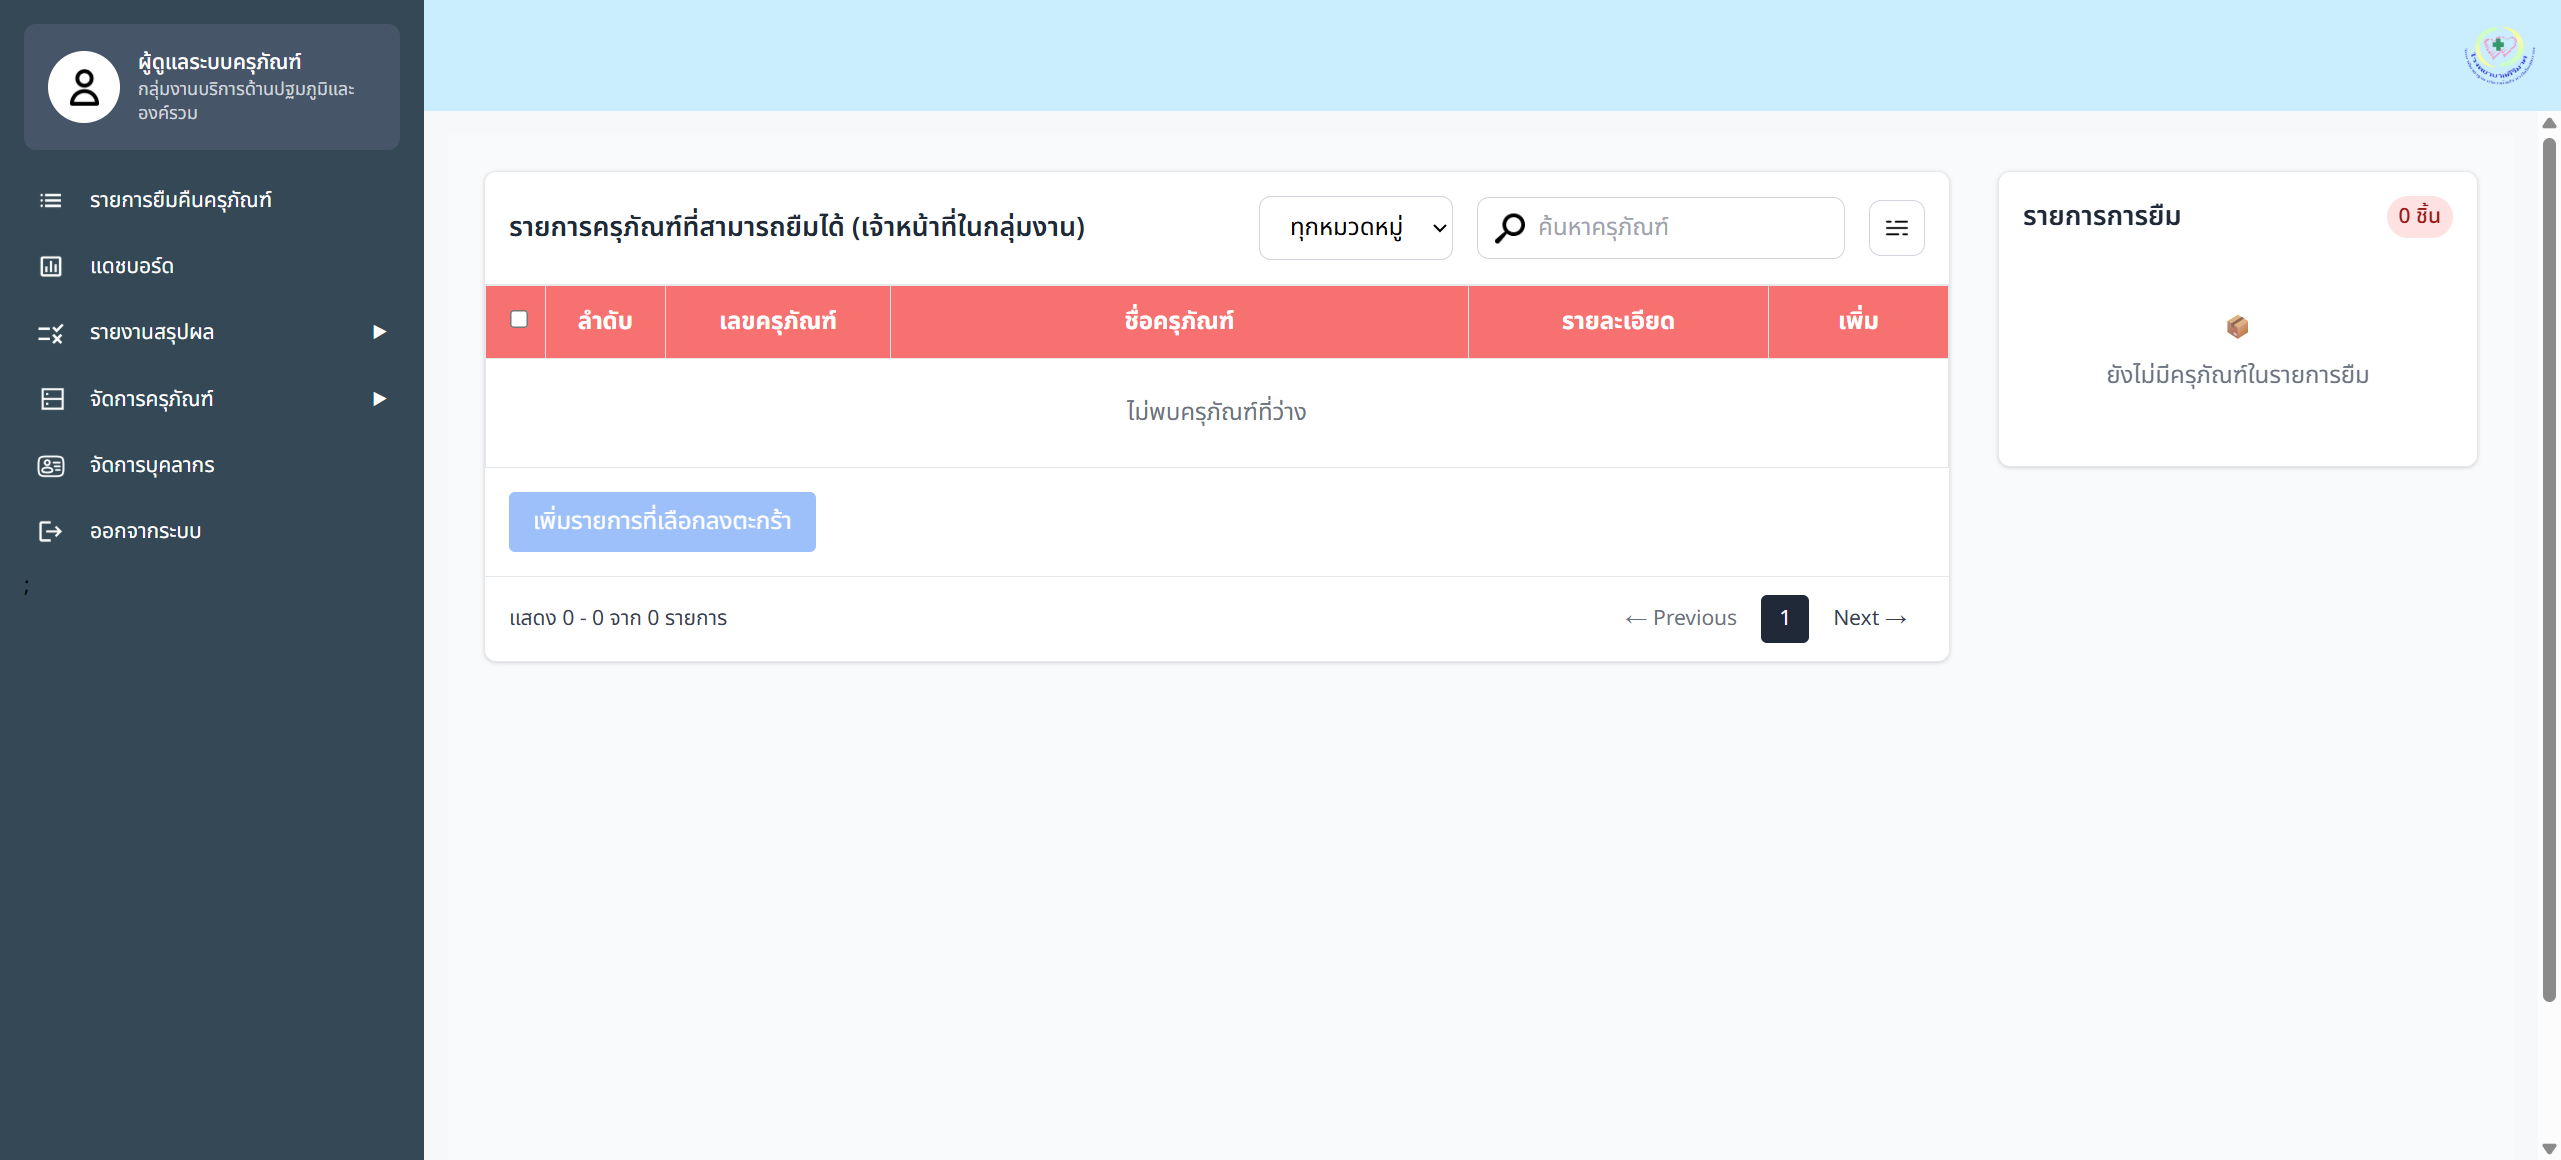 ผู้ดูแลระบบครุภัณฑ์
กลุ่มงานบริการด้านปฐมภูมิและ
องค์รวม
รายการยืมคืนครุภัณฑ์
แดชบอร์ด
รายงานสรุปผล
จัดการครุภัณฑ์
จัดการบุคลากร
ออกจากระบบ
;
รายการครุภัณฑ์ที่สามารถยืมได้ (เจ้าหน้าที่ในกลุ่มงาน)
ทุกหมวดหมู่
ค้นหาครุภัณฑ์
ลำดับ เลขครุภัณฑ์ ชื่อครุภัณฑ์ รายละเอียด เพิ่ม
ไม่พบครุภัณฑ์ที่ว่าง
เพิ่มรายการที่เลือกลงตะกร้า
แสดง 0 - 0 จาก 0 รายการ
← Previous 1 Next →
รายการการยืม
0 ชิ้น
ยังไม่มีครุภัณฑ์ในรายการยืม